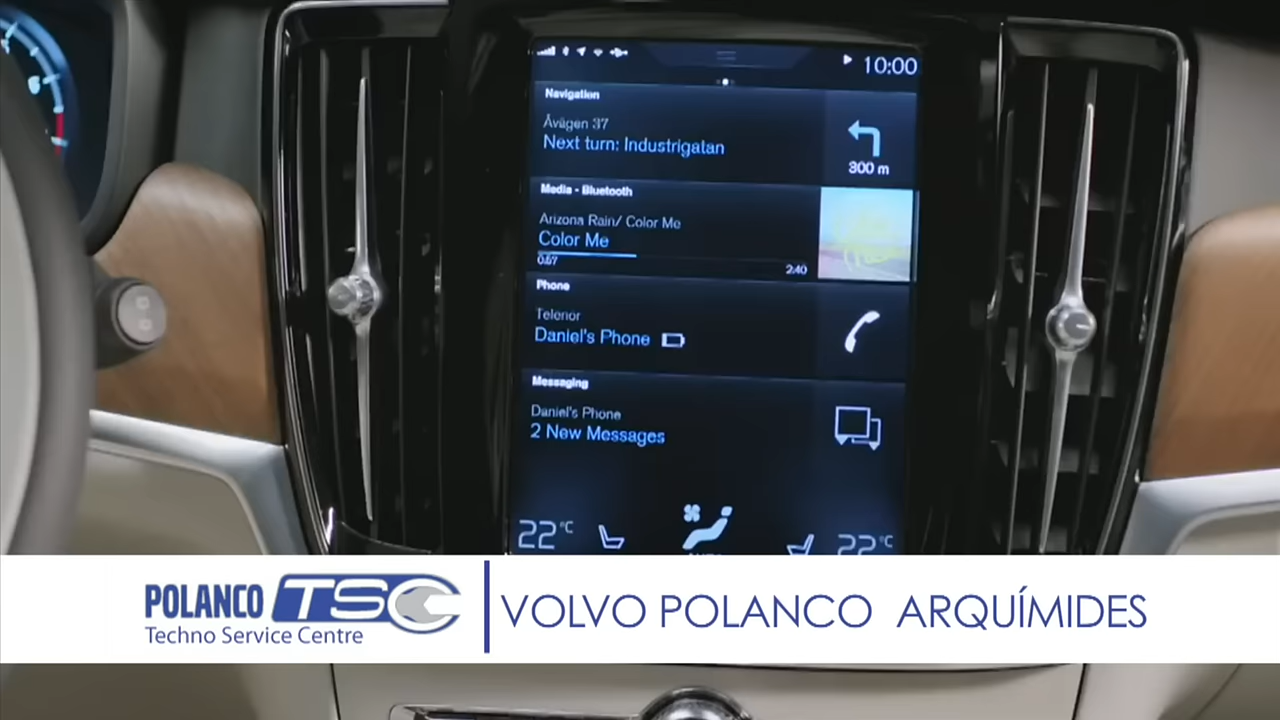 10:00
Navigation
Åvägen 37
Next turn: Industrigatan
300 m
Media - Bluetooth
Arizona Rain/ Color Me
Color Me
0:57
2:40
Phone
Telenor
Daniel's Phone
Messaging
Daniel's Phone
2 New Messages
22°C
22°C
POLANCO TSC
Techno Service Centre
VOLVO POLANCO ARQUÍMIDES
6